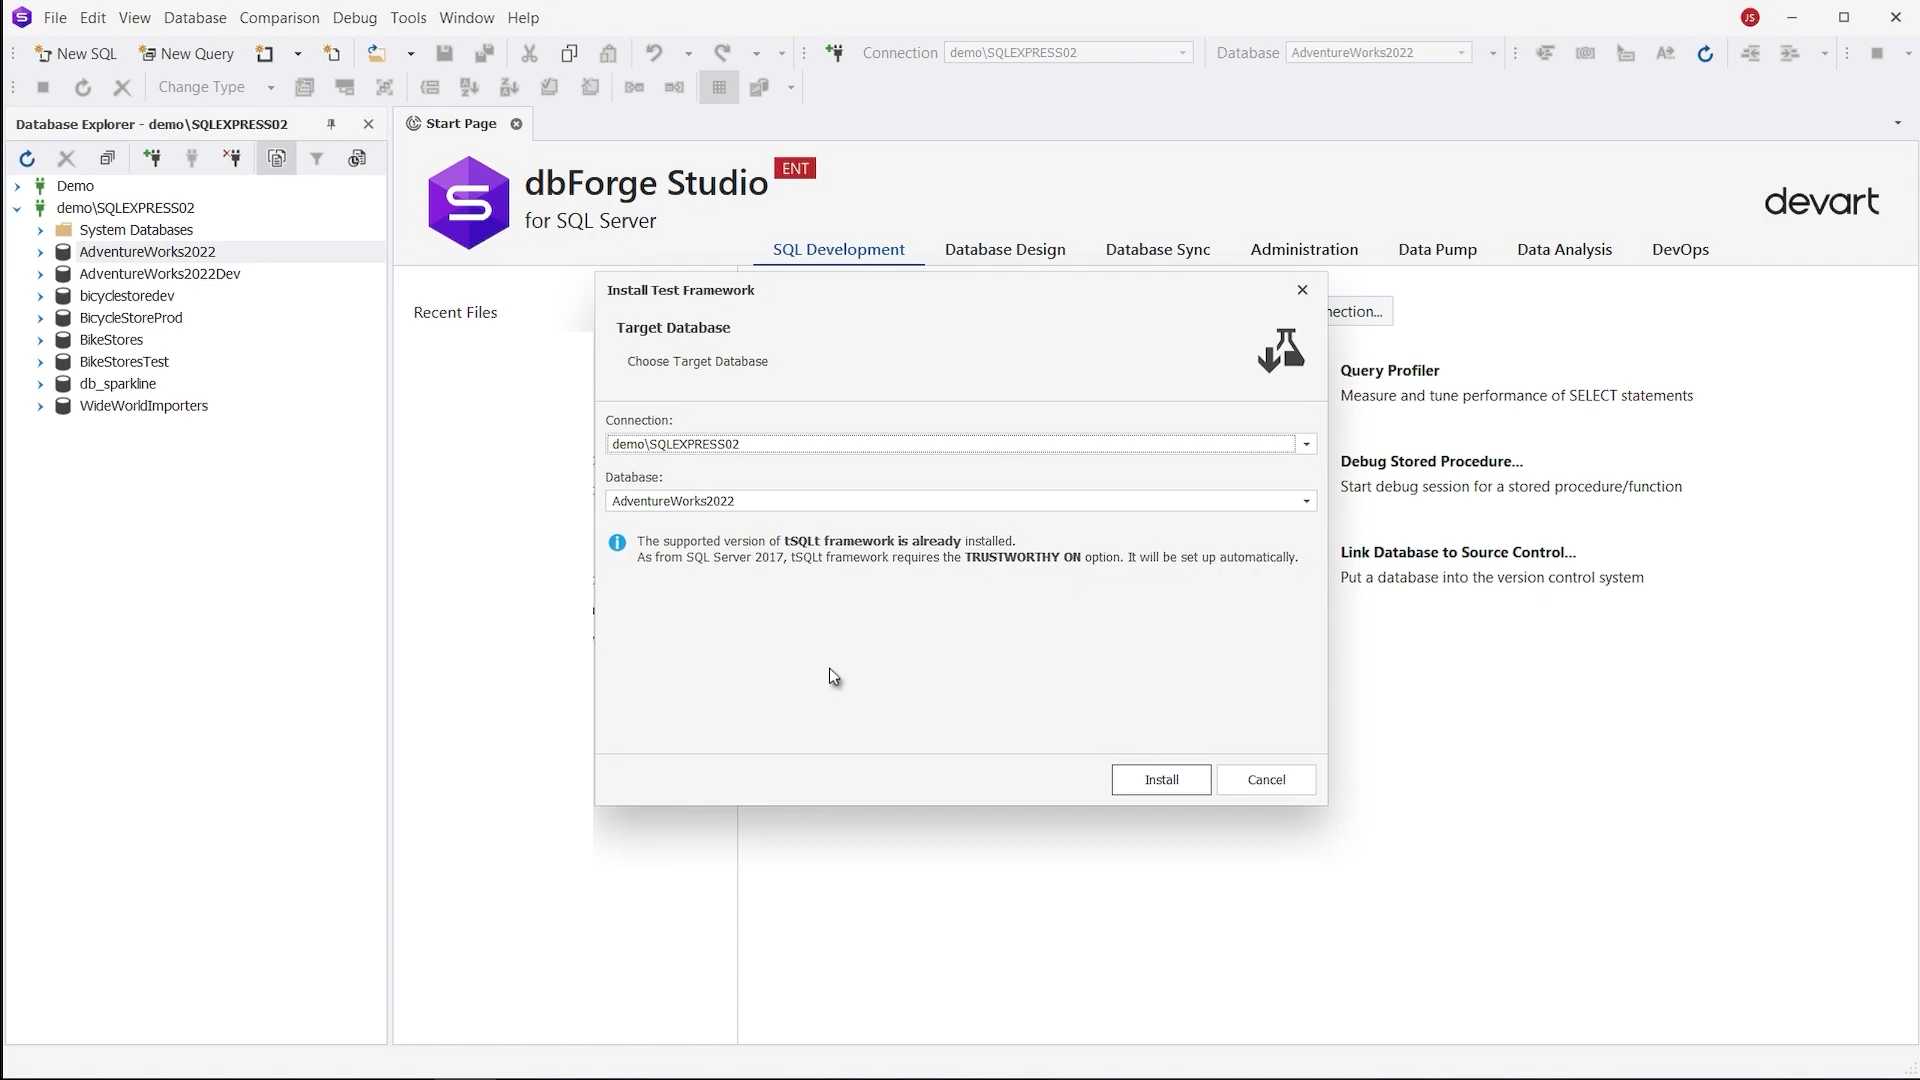 File Edit View Database Comparison Debug Tools Window Help
JS
New SQL New Query Connection demo\SQLEXPRESS02 Database AdventureWorks2022
Change Type
Database Explorer - demo\SQLEXPRESS02
Start Page
Demo
demo\SQLEXPRESS02
System Databases
AdventureWorks2022
AdventureWorks2022Dev
bicyclestoredev
BicycleStoreProd
BikeStores
BikeStoresTest
db_sparkline
WideWorldImporters
S
dbForge Studio ENT
for SQL Server
devart
SQL Development Database Design Database Sync Administration Data Pump Data Analysis DevOps
Recent Files
Install Test Framework
Target Database
Choose Target Database
Connection:
demo\SQLEXPRESS02
Database:
AdventureWorks2022
The supported version of tSQLt framework is already installed.
As from SQL Server 2017, tSQLt framework requires the TRUSTWORTHY ON option. It will be set up automatically.
Install Cancel
nection...
Query Profiler
Measure and tune performance of SELECT statements
Debug Stored Procedure...
Start debug session for a stored procedure/function
Link Database to Source Control...
Put a database into the version control system